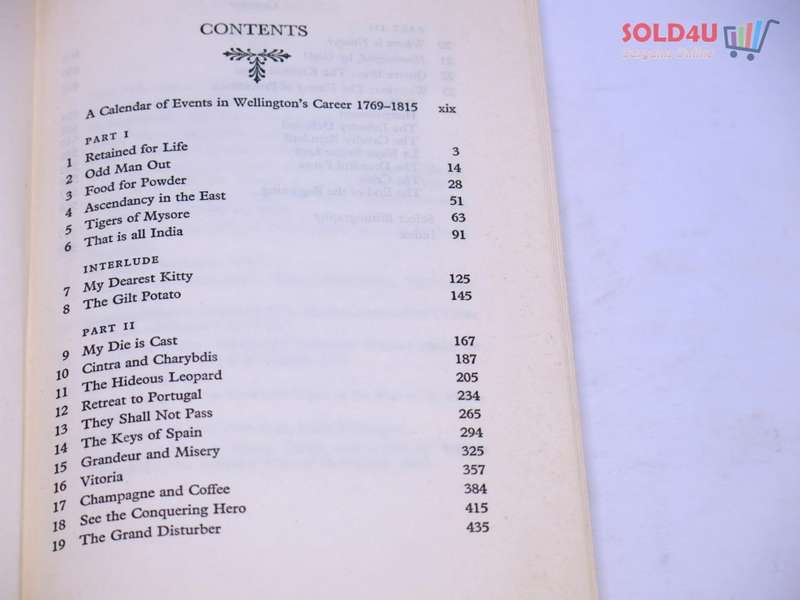 SOLD4U
Bargains Online
CONTENTS
A Calendar of Events in Wellington's Career 1769–1815 xix
PART I
1 Retained for Life 3
2 Odd Man Out 14
3 Food for Powder 28
4 Ascendancy in the East 51
5 Tigers of Mysore 63
6 That is all India 91
INTERLUDE
7 My Dearest Kitty 125
8 The Gilt Potato 145
PART II
9 My Die is Cast 167
10 Cintra and Charybdis 187
11 The Hideous Leopard 205
12 Retreat to Portugal 234
13 They Shall Not Pass 265
14 The Keys of Spain 294
15 Grandeur and Misery 325
16 Vitoria 357
17 Champagne and Coffee 384
18 See the Conquering Hero 415
19 The Grand Disturber 435